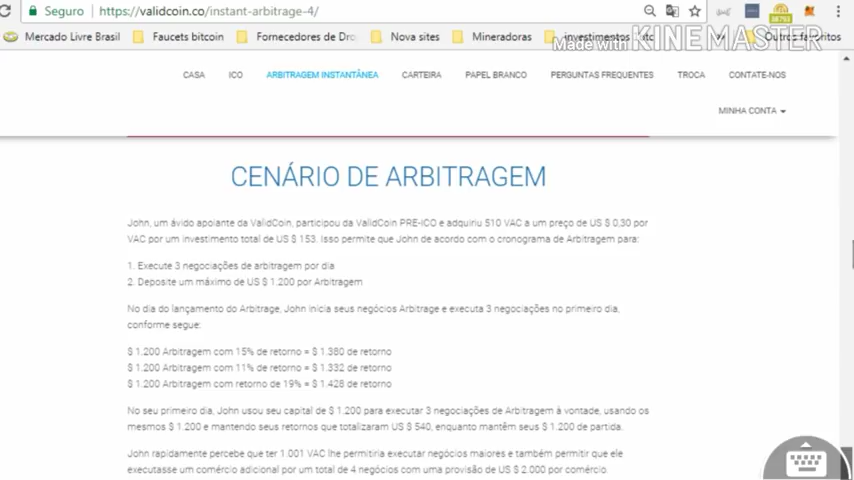 Seguro https://validcoin.co/instant-arbitrage-4/
Mercado Livre Brasil Faucets bitcoin Fornecedores de Dro Nova sites Mineradoras investimentos Outros favoritos
Made with KINEMASTER
CASA ICO ARBITRAGEM INSTANTÂNEA CARTEIRA PAPEL BRANCO PERGUNTAS FREQUENTES TROCA CONTATE-NOS
MINHA CONTA
CENÁRIO DE ARBITRAGEM
John, um ávido apoiante da ValidCoin, participou da ValidCoin PRE-ICO e adquiriu 510 VAC a um preço de US $ 0,30 por
VAC por um investimento total de US $ 153. Isso permite que John de acordo com o cronograma de Arbitragem para:
1. Execute 3 negociações de arbitragem por dia
2. Deposite um máximo de US $ 1.200 por Arbitragem
No dia do lançamento do Arbitrage, John inicia seus negócios Arbitrage e executa 3 negociações no primeiro dia,
conforme segue:
$ 1.200 Arbitragem com 15% de retorno = $ 1.380 de retorno
$ 1.200 Arbitragem com 11% de retorno = $ 1.332 de retorno
$ 1.200 Arbitragem com retorno de 19% = $ 1.428 de retorno
No seu primeiro dia, John usou seu capital de $ 1.200 para executar 3 negociações de Arbitragem à vontade, usando os
mesmos $ 1.200 e mantendo seus retornos que totalizaram US $ 540, enquanto mantêm seus $ 1.200 de partida.
John rapidamente percebe que ter 1.001 VAC lhe permitiria executar negócios maiores e também permitir que ele
executasse um comércio adicional por um total de 4 negócios com uma provisão de US $ 2.000 por comércio.